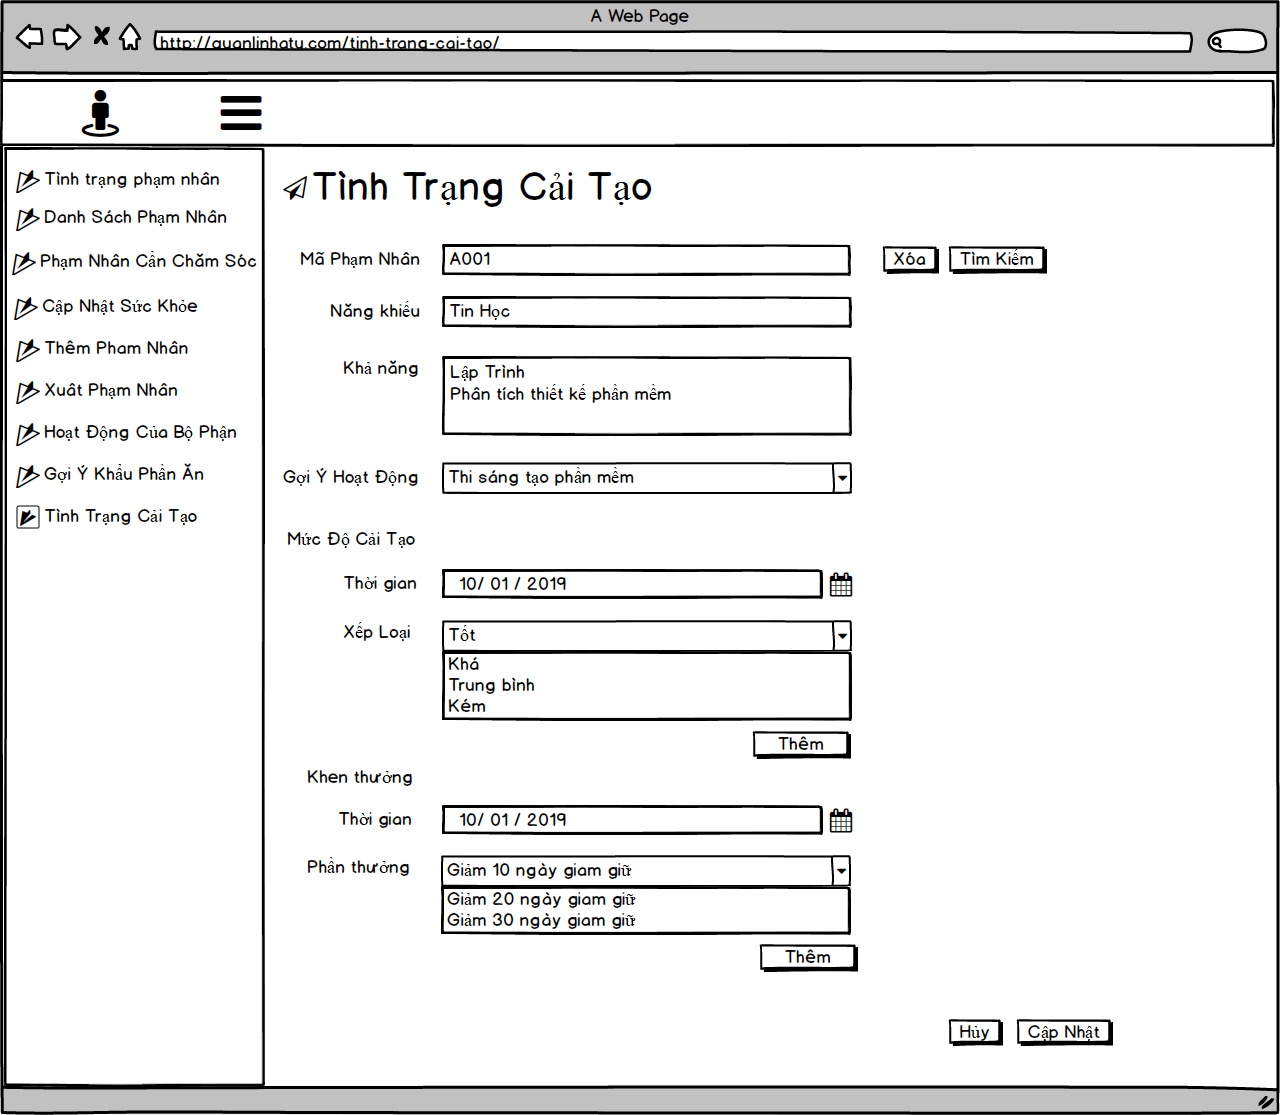 A Web Page
http://quanlinhatu.com/tinh-trang-cai-tao/
Tình trạng phạm nhân
Danh Sách Phạm Nhân
Phạm Nhân Cần Chăm Sóc
Cập Nhật Sức Khỏe
Thêm Pham Nhân
Xuât Phạm Nhân
Hoạt Động Của Bộ Phận
Gợi Ý Khẩu Phần Ăn
Tình Trạng Cải Tạo
Tình Trạng Cải Tạo
Mã Phạm Nhân
A001
Xóa
Tìm Kiếm
Năng khiếu
Tin Học
Khả năng
Lập Trình
Phân tích thiết kế phần mềm
Gợi Ý Hoạt Động
Thi sáng tạo phần mềm
Mức Độ Cải Tạo
Thời gian
10/ 01 / 2019
Xếp Loại
Tốt
Khá
Trung bình
Kém
Thêm
Khen thưởng
Thời gian
10/ 01 / 2019
Phần thưởng
Giảm 10 ngày giam giữ
Giảm 20 ngày giam giữ
Giảm 30 ngày giam giữ
Thêm
Hủy
Cập Nhật